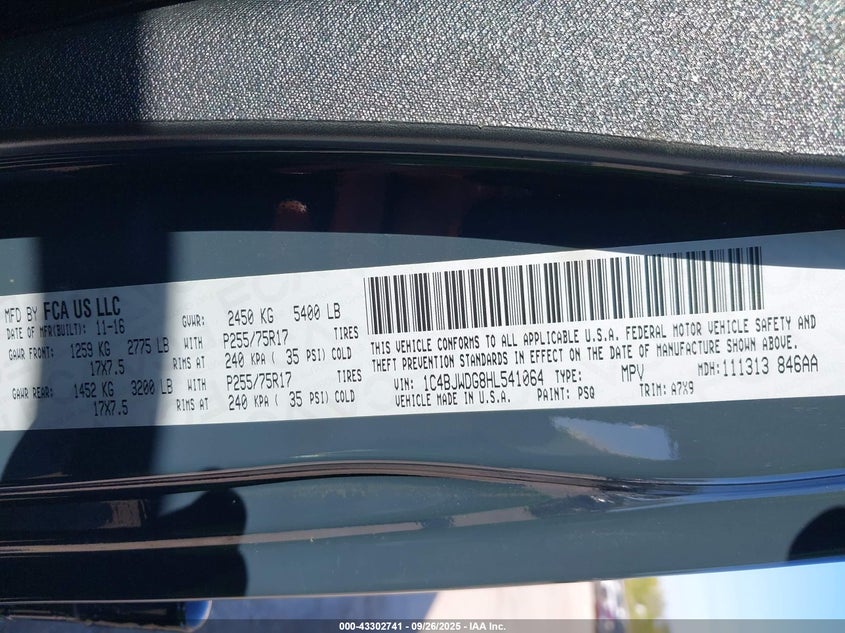 MFD BY FCA US LLC
DATE OF MFR(BUILT): 11-16 GVWR: 2450 KG 5400 LB
GAWR FRONT: 1259 KG 2775 LB WITH P255/75R17 TIRES
17X7.5 RIMS AT 240 KPA ( 35 PSI) COLD
GAWR REAR: 1452 KG 3200 LB WITH P255/75R17 TIRES
17X7.5 RIMS AT 240 KPA ( 35 PSI) COLD
THIS VEHICLE CONFORMS TO ALL APPLICABLE U.S.A. FEDERAL MOTOR VEHICLE SAFETY AND
THEFT PREVENTION STANDARDS IN EFFECT ON THE DATE OF MANUFACTURE SHOWN ABOVE.
VIN: 1C4BJWDG8HL541064 TYPE: MPV MDH: 111313 846AA
VEHICLE MADE IN U.S.A. PAINT: PSQ TRIM: A7X9
000-43302741 - 09/26/2025 - IAA Inc.